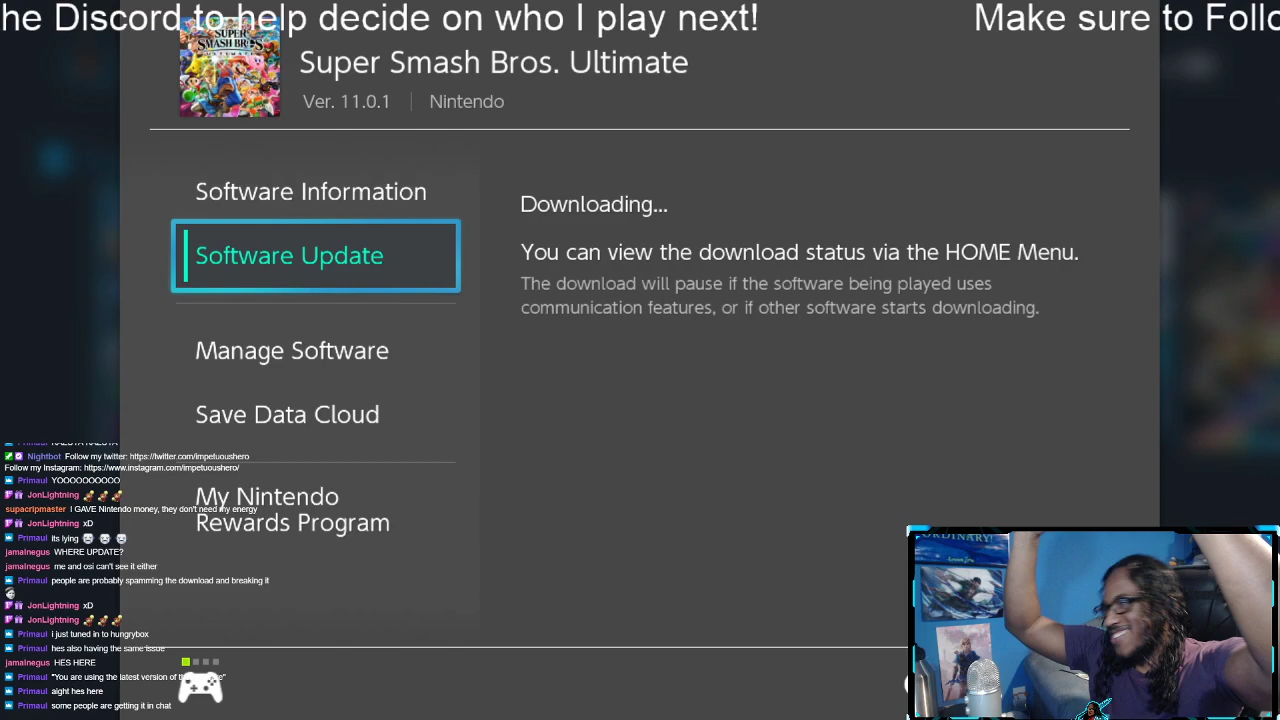 he Discord to help decide on who I play next! Make sure to Follo
SUPER
SMASH BROS.
ULTIMATE
Super Smash Bros. Ultimate
Ver. 11.0.1 | Nintendo
Software Information
Software Update
Manage Software
Save Data Cloud
My Nintendo
Rewards Program
Downloading...
You can view the download status via the HOME Menu.
The download will pause if the software being played uses
communication features, or if other software starts downloading.
Nightbot Follow my twitter: https://twitter.com/impetuoushero
Follow my Instagram: https://www.instagram.com/impetuoushero/
Primaul YOOOOOOOOOO
JonLightning
supacripmaster I GAVE Nintendo money, they don't need my energy
JonLightning xD
Primaul its lying
jamalnegus WHERE UPDATE?
jamalnegus me and osi can't see it either
Primaul people are probably spamming the download and breaking it
JonLightning xD
JonLightning
Primaul i just tuned in to hungrybox
Primaul hes also having the same issue
jamalnegus HES HERE
Primaul "You are using the latest version of
Primaul aight hes here
Primaul some people are getting it in chat
ORDINARY!